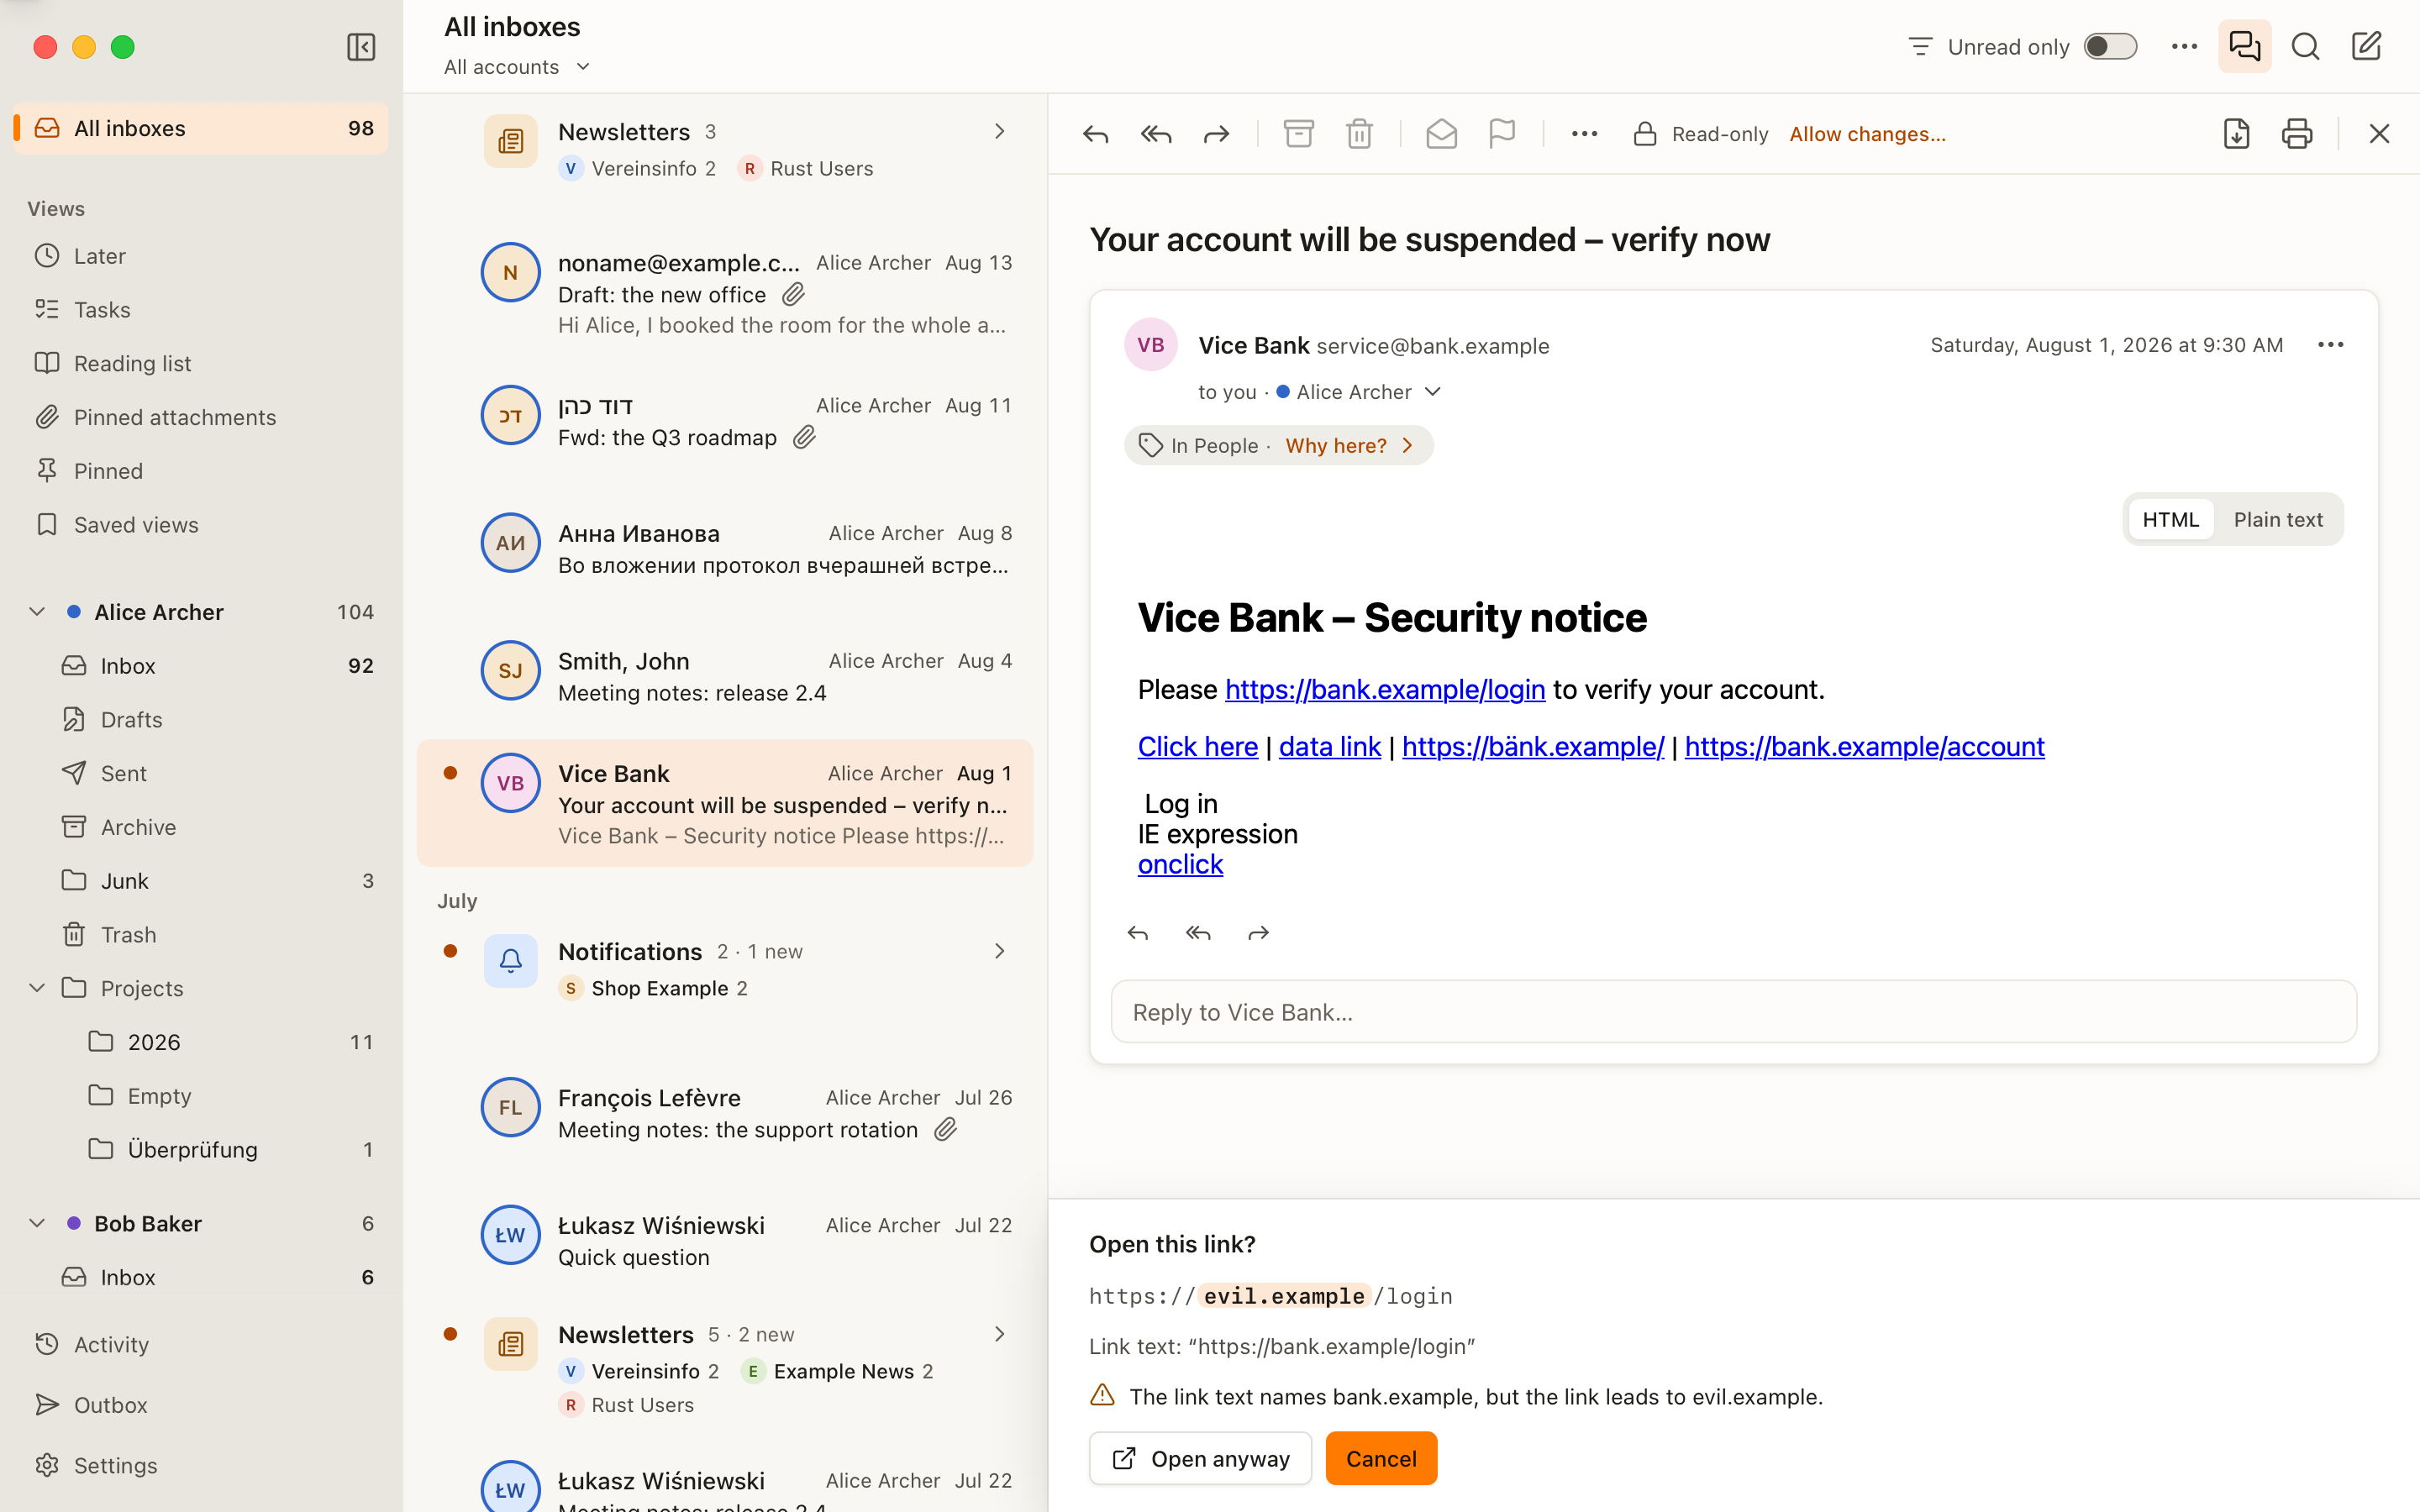 All inboxes 98
Views
Later
Tasks
Reading list
Pinned attachments
Pinned
Saved views
Alice Archer 104
Inbox 92
Drafts
Sent
Archive
Junk 3
Trash
Projects
2026 11
Empty
Überprüfung 1
Bob Baker 6
Inbox 6
Activity
Outbox
Settings
All inboxes
All accounts
Unread only
Newsletters 3
V Vereinsinfo 2 R Rust Users
N noname@example.c... Alice Archer Aug 13
Draft: the new office
Hi Alice, I booked the room for the whole a...
דכ דוד כהן Alice Archer Aug 11
Fwd: the Q3 roadmap
АИ Анна Иванова Alice Archer Aug 8
Во вложении протокол вчерашней встре...
SJ Smith, John Alice Archer Aug 4
Meeting notes: release 2.4
VB Vice Bank Alice Archer Aug 1
Your account will be suspended – verify n...
Vice Bank – Security notice Please https://...
July
Notifications 2 · 1 new
S Shop Example 2
FL François Lefèvre Alice Archer Jul 26
Meeting notes: the support rotation
ŁW Łukasz Wiśniewski Alice Archer Jul 22
Quick question
Newsletters 5 · 2 new
V Vereinsinfo 2 E Example News 2
R Rust Users
ŁW Łukasz Wiśniewski Alice Archer Jul 22
Meeting notes: release 2.4
Read-only Allow changes...
Your account will be suspended – verify now
VB Vice Bank service@bank.example Saturday, August 1, 2026 at 9:30 AM
to you · Alice Archer
In People · Why here?
HTML Plain text
Vice Bank – Security notice
Please https://bank.example/login to verify your account.
Click here | data link | https://bänk.example/ | https://bank.example/account
Log in
IE expression
onclick
Reply to Vice Bank...
Open this link?
https://evil.example/login
Link text: “https://bank.example/login”
The link text names bank.example, but the link leads to evil.example.
Open anyway Cancel